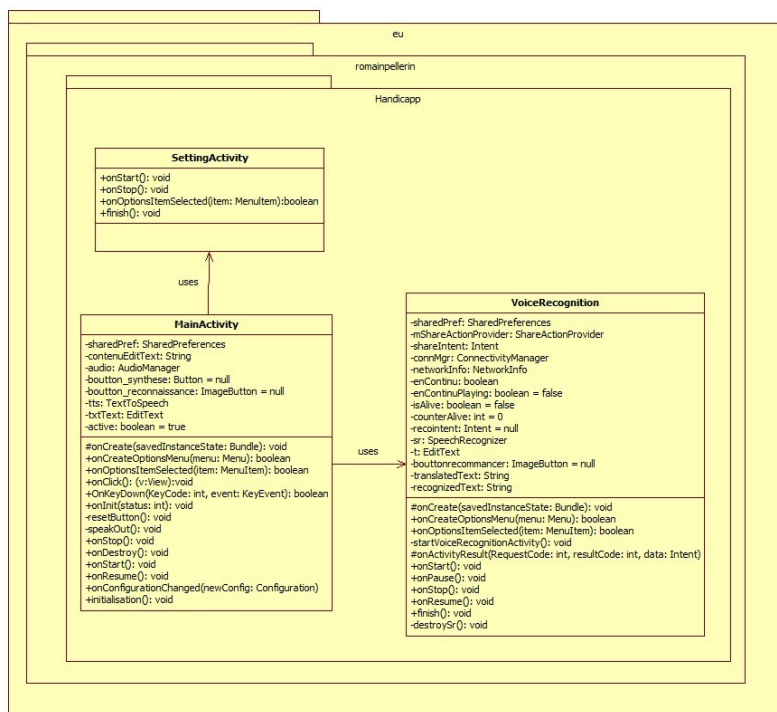 eu
romainpellerin
Handicapp
SettingActivity
+onStart(): void
+onStop(): void
+onOptionsItemSelected(item: MenuItem):boolean
+finish(): void
uses
MainActivity
-sharedPref: SharedPreferences
-contenuEditText: String
-audio: AudioManager
-boutton_synthese: Button = null
-boutton_reconnaissance: ImageButton = null
-tts: TextToSpeech
-txtText: EditText
-active: boolean = true
#onCreate(savedInstanceState: Bundle): void
+onCreateOptionsMenu(menu: Menu): boolean
+onOptionsItemSelected(item: MenuItem): boolean
+onClick(): (v:View):void
+OnKeyDown(KeyCode: int, event: KeyEvent): boolean
+onInit(status: int): void
-resetButton(): void
-speakOut(): void
+onStop(): void
+onDestroy(): void
+onStart(): void
+onResume(): void
+onConfigurationChanged(newConfig: Configuration)
+initialisation(): void
uses
VoiceRecognition
-sharedPref: SharedPreferences
-mShareActionProvider: ShareActionProvider
-shareIntent: Intent
-connMgr: ConnectivityManager
-networkInfo: NetworkInfo
-enContinu: boolean
-enContinuPlaying: boolean = false
-isAlive: boolean = false
-counterAlive: int = 0
-recointent: Intent = null
-sr: SpeechRecognizer
-t: EditText
-bouttonrecommancer: ImageButton = null
-translatedText: String
-recognizedText: String
#onCreate(savedInstanceState: Bundle): void
+onCreateOptionsMenu(menu: Menu): boolean
+onOptionsItemSelected(item: MenuItem): boolean
-startVoiceRecognitionActivity(): void
#onActivityResult(RequestCode: int, resultCode: int, data: Intent)
+onStart(): void
+onPause(): void
+onStop(): void
+onResume(): void
+finish(): void
-destroySr(): void